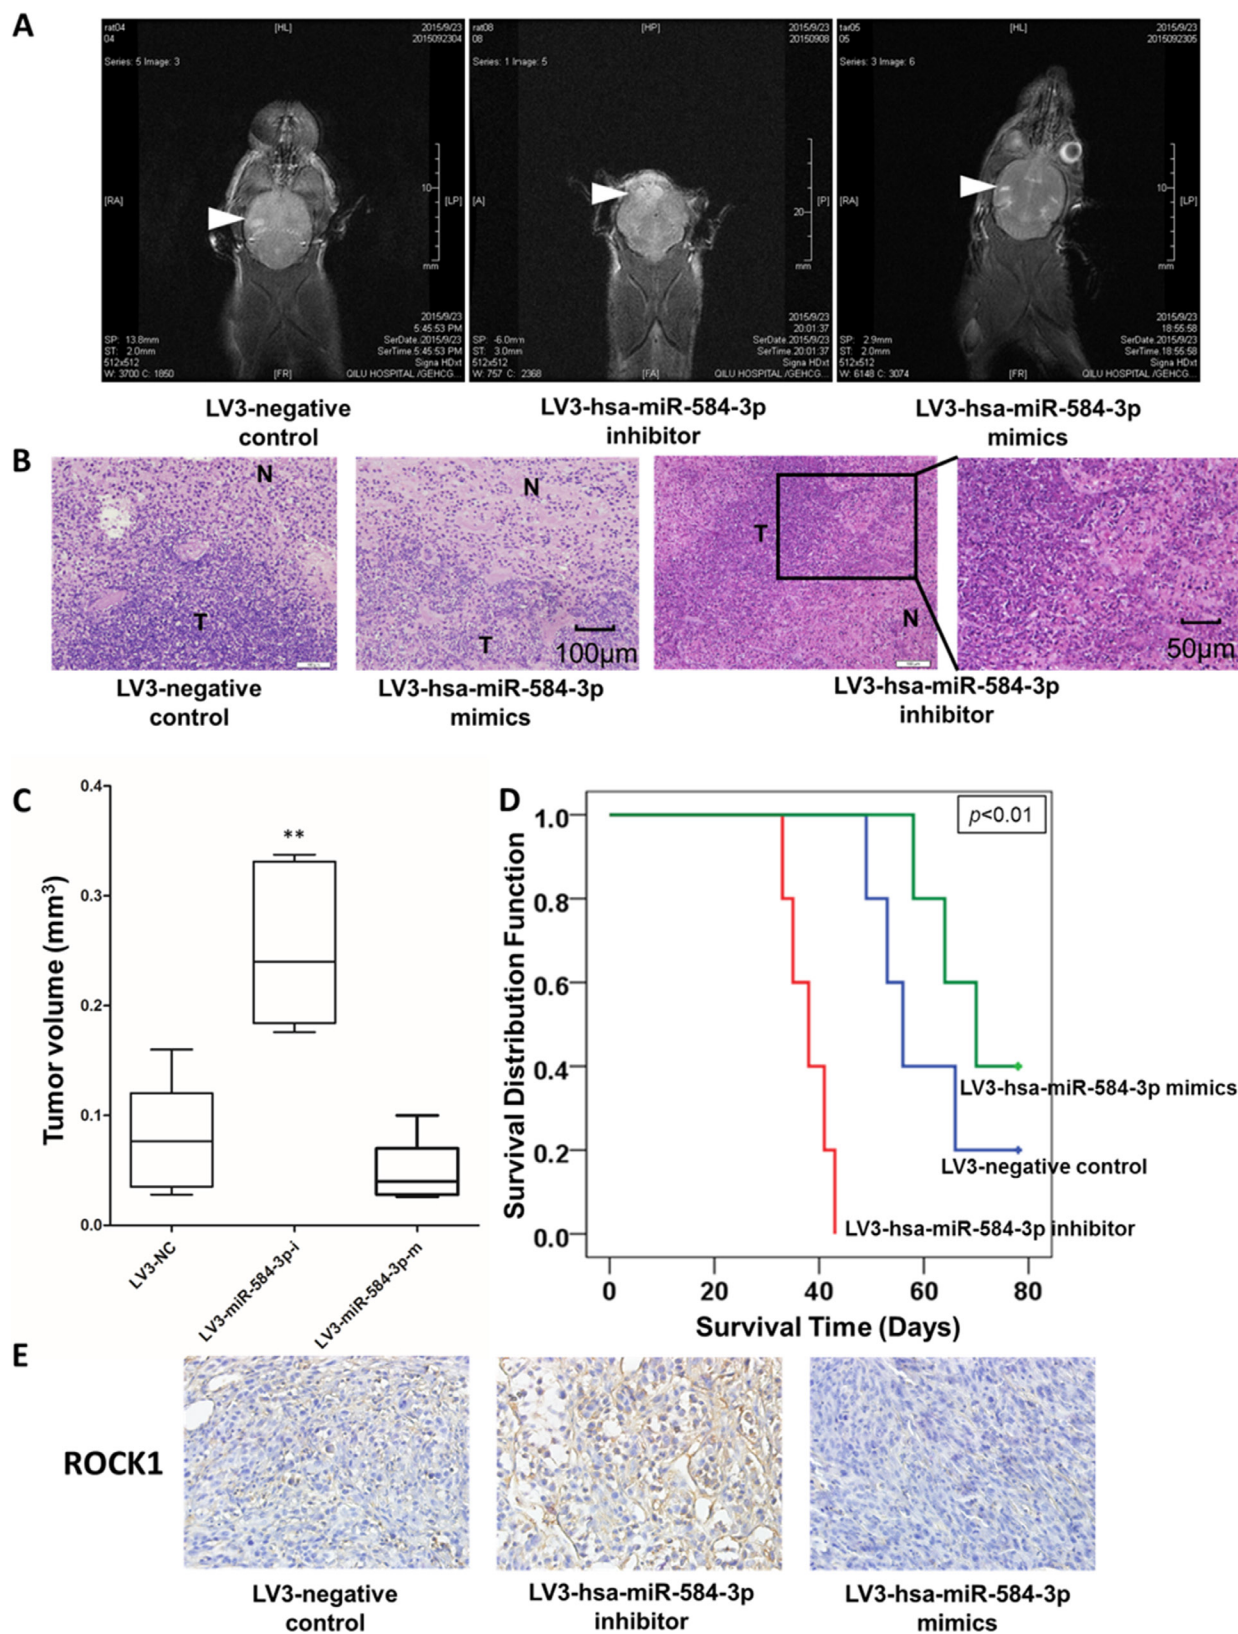 A
rat04
04
[HL]
2015/9/23
2015092304
Series: 5 Image: 3
[RA]
[LP]
10
mm
2015/9/23
5:45:53 PM
SP: 13.8mm
SerDate.2015/9/23
ST: 2.0mm
SerTime.5:45:53 PM
512x512
Signa HDxt
W: 3700 C: 1850
[FR]
QILU HOSPITAL /GEHCG...
rat08
08
[HP]
2015/9/23
20150908
Series: 1 Image: 5
[A]
[P]
20
mm
2015/9/23
20:01:37
SP: -6.0mm
SerDate.2015/9/23
ST: 3.0mm
SerTime.20:01:37
512x512
Signa HDxt
W: 757 C: 2368
[FA]
QILU HOSPITAL /GEHCG...
05
[HL]
2015/9/23
2015092305
Series: 3 Image: 6
[RA]
[LP]
10
mm
2015/9/23
18:55:58
SP: 2.9mm
SerDate.2015/9/23
ST: 2.0mm
SerTime.18:55:58
512x512
Signa HDxt
W: 6148 C: 3074
[FR]
QILU HOSPITAL /GEHCG...
LV3-negative
control
LV3-hsa-miR-584-3p
inhibitor
LV3-hsa-miR-584-3p
mimics
B
N
T
N
T
100μm
T
N
50μm
LV3-negative
control
LV3-hsa-miR-584-3p
mimics
LV3-hsa-miR-584-3p
inhibitor
C
Tumor volume (mm³)
0.4
0.3
0.2
0.1
0.0
**
LV3-NC
LV3-miR-584-3p-i
LV3-miR-584-3p-m
D
Survival Distribution Function
1.0
0.8
0.6
0.4
0.2
0.0
p<0.01
LV3-hsa-miR-584-3p mimics
LV3-negative control
LV3-hsa-miR-584-3p inhibitor
0
20
40
60
80
Survival Time (Days)
E
ROCK1
LV3-negative
control
LV3-hsa-miR-584-3p
inhibitor
LV3-hsa-miR-584-3p
mimics